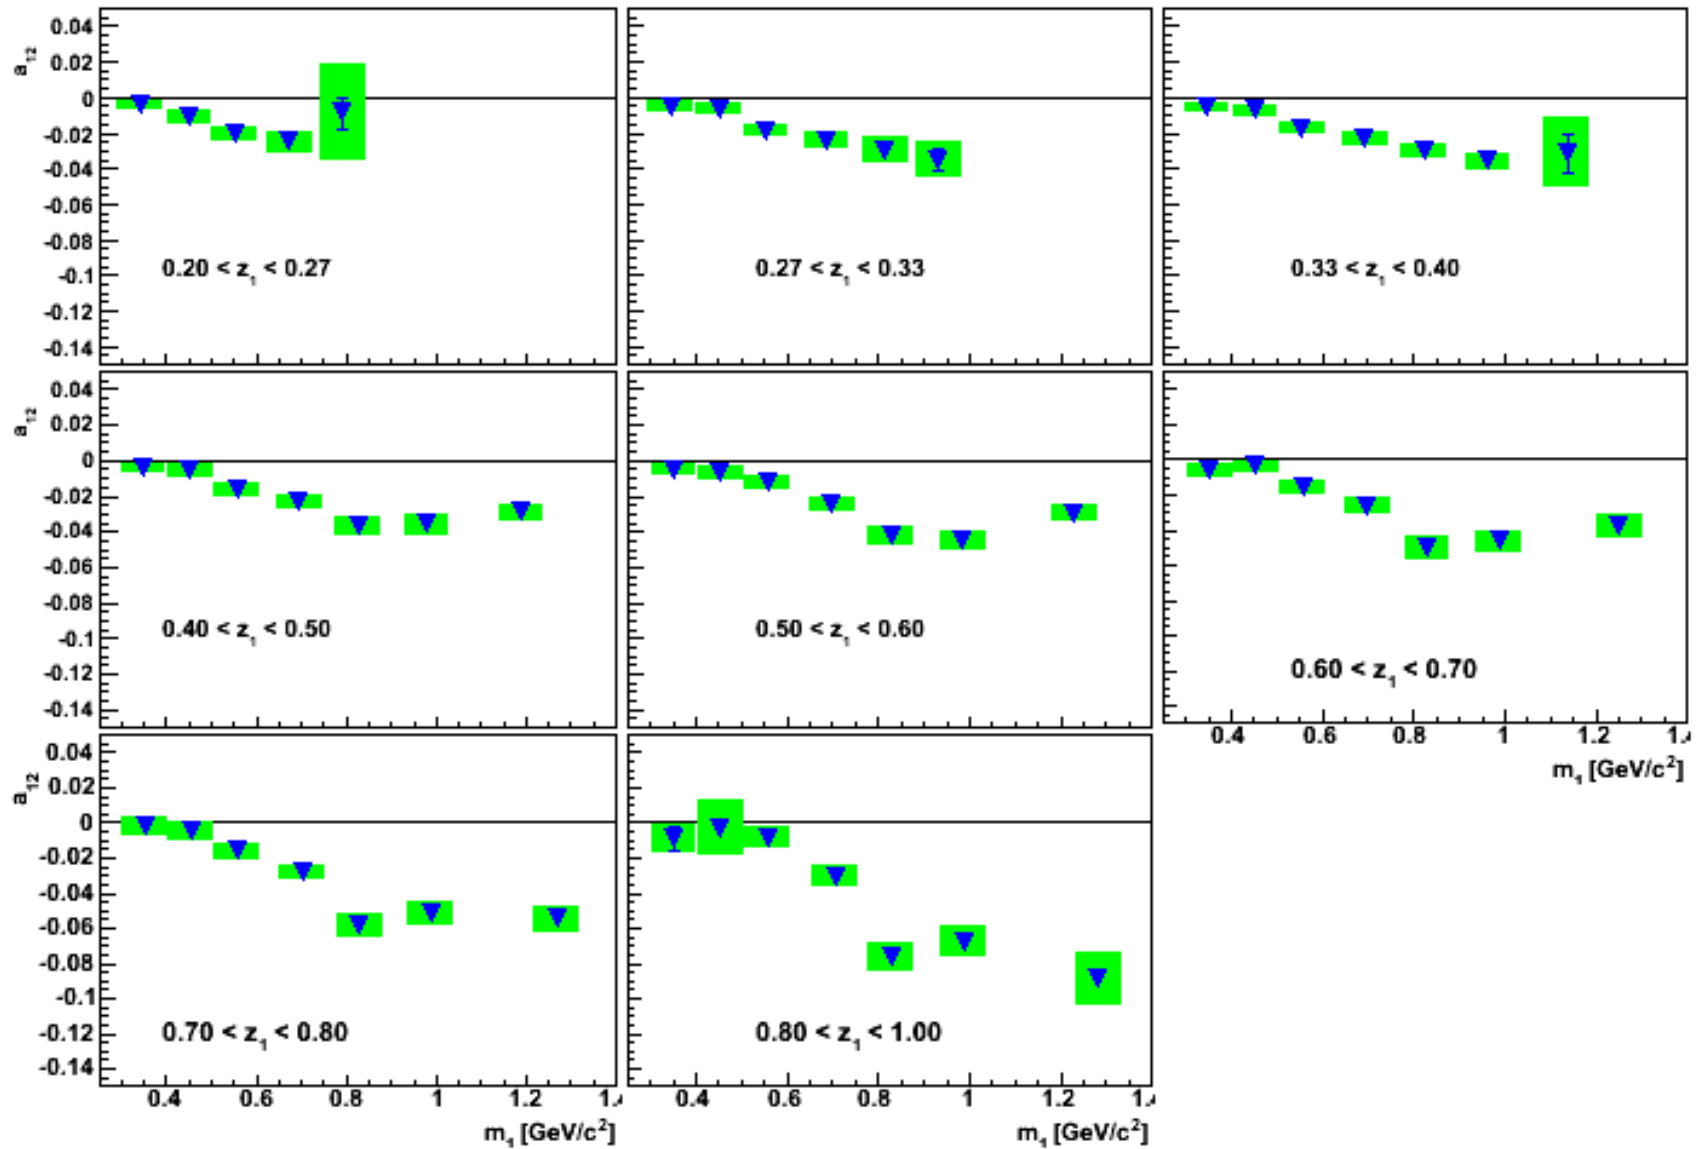 a₁₂
0.04
0.02
0
-0.02
-0.04
-0.06
-0.08
-0.1
-0.12
-0.14
0.20 < z₁ < 0.27
0.27 < z₁ < 0.33
0.33 < z₁ < 0.40
a₁₂
0.04
0.02
0
-0.02
-0.04
-0.06
-0.08
-0.1
-0.12
-0.14
0.40 < z₁ < 0.50
0.50 < z₁ < 0.60
0.60 < z₁ < 0.70
0.4 0.6 0.8 1 1.2 1.4
m₁ [GeV/c²]
a₁₂
0.04
0.02
0
-0.02
-0.04
-0.06
-0.08
-0.1
-0.12
-0.14
0.70 < z₁ < 0.80
0.80 < z₁ < 1.00
0.4 0.6 0.8 1 1.2 1.4
0.4 0.6 0.8 1 1.2 1.4
m₁ [GeV/c²]
m₁ [GeV/c²]